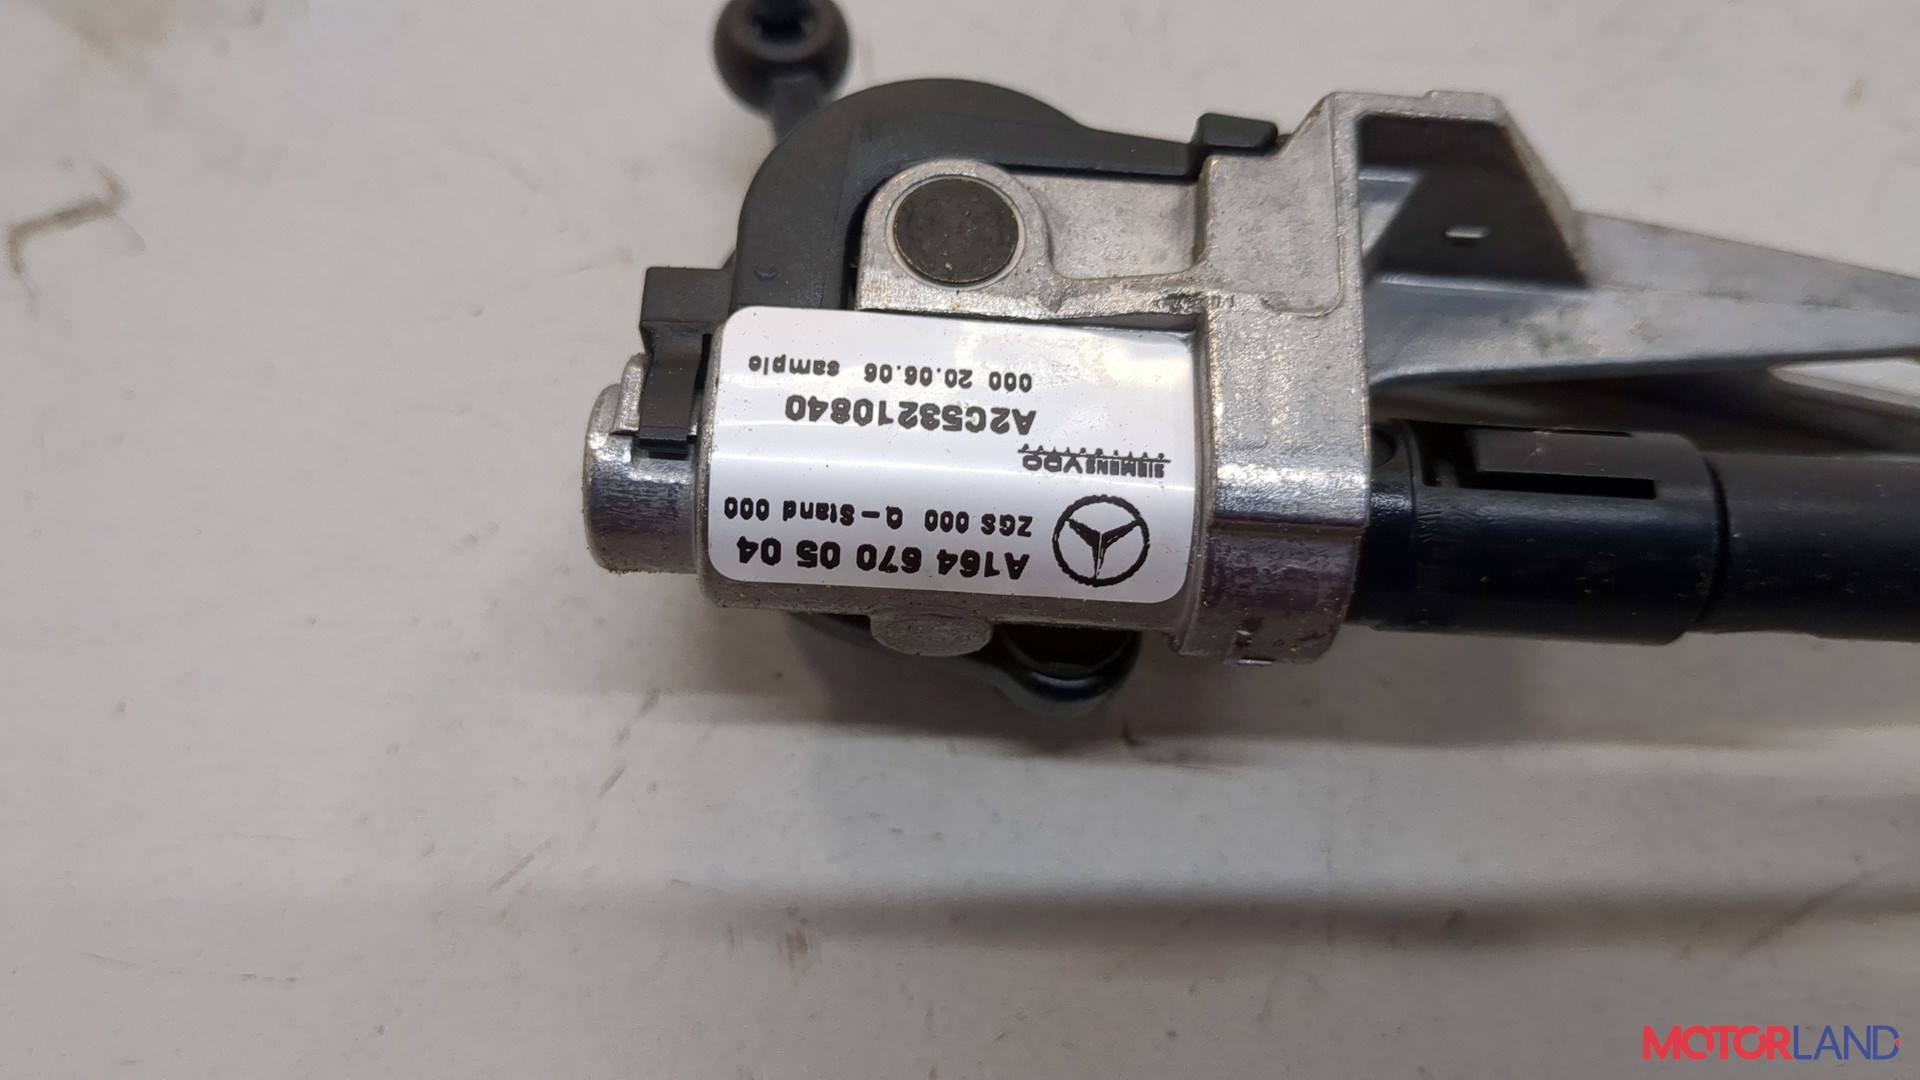 A164 670 05 04
ZGS 000 Q-Stand 000
SIEMENS VDO
A2C53210840
000 20.06.06 sample
MOTORLAND